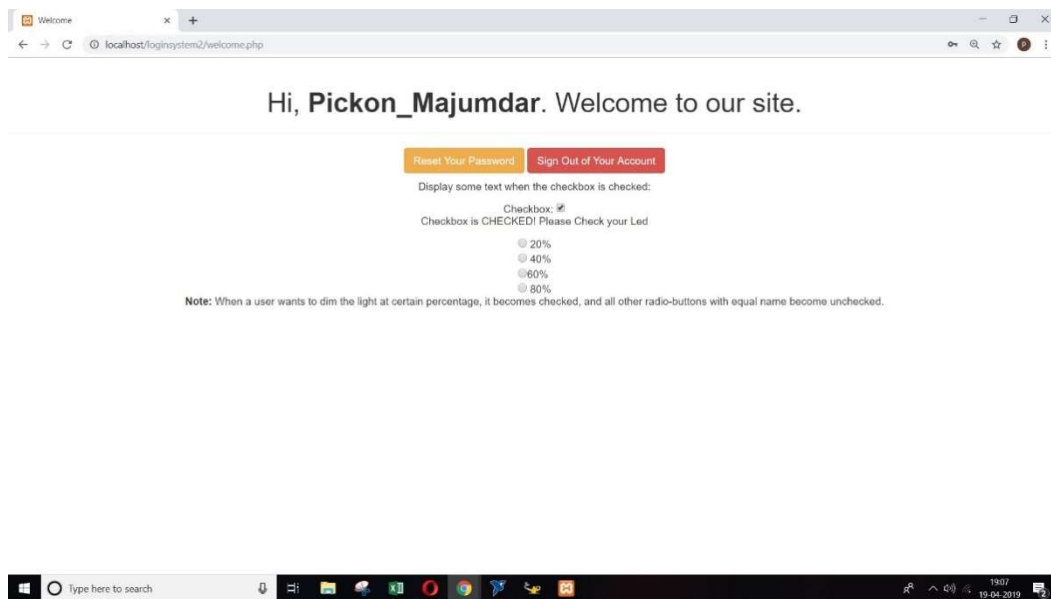 Welcome
localhost/loginsystem2/welcome.php
P
Hi, Pickon_Majumdar. Welcome to our site.
Reset Your Password Sign Out of Your Account
Display some text when the checkbox is checked:
Checkbox:
Checkbox is CHECKED! Please Check your Led
20%
40%
60%
80%
Note: When a user wants to dim the light at certain percentage, it becomes checked, and all other radio-buttons with equal name become unchecked.
Type here to search
19:07
19-04-2019
2